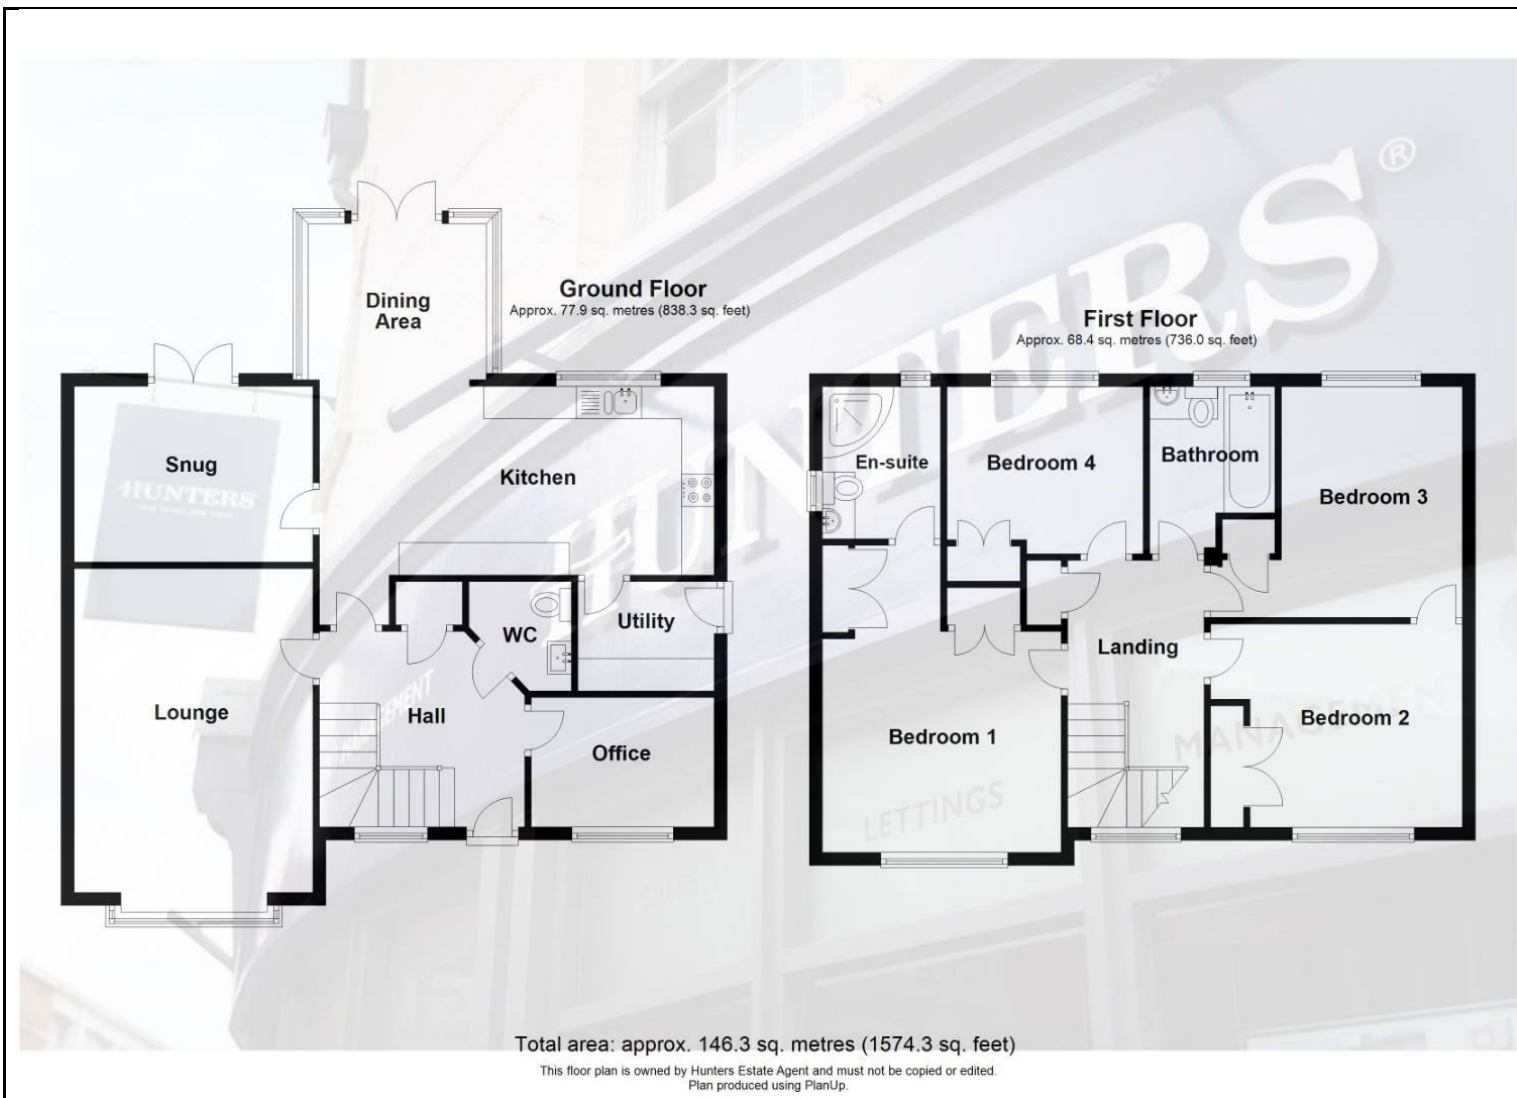 Ground Floor
Approx. 77.9 sq. metres (838.3 sq. feet)
Dining
Area
Snug
Kitchen
WC
Utility
Lounge
Hall
Office
First Floor
Approx. 68.4 sq. metres (736.0 sq. feet)
En-suite
Bedroom 4
Bathroom
Bedroom 3
Landing
Bedroom 1
Bedroom 2
HUNTERS®
HUNTERS
MANAGEMENT
LETTINGS
Total area: approx. 146.3 sq. metres (1574.3 sq. feet)
This floor plan is owned by Hunters Estate Agent and must not be copied or edited.
Plan produced using PlanUp.